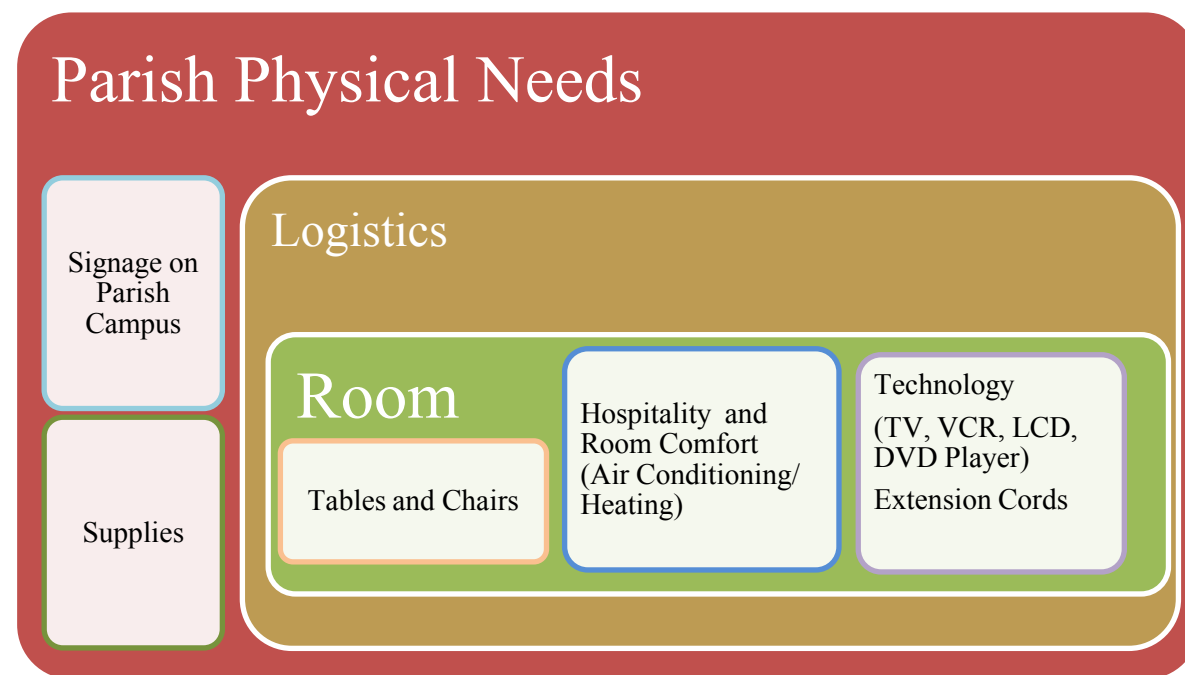 Parish Physical Needs
Signage on
Parish
Campus
Supplies
Logistics
Room
Tables and Chairs
Hospitality and
Room Comfort
(Air Conditioning/
Heating)
Technology
(TV, VCR, LCD,
DVD Player)
Extension Cords